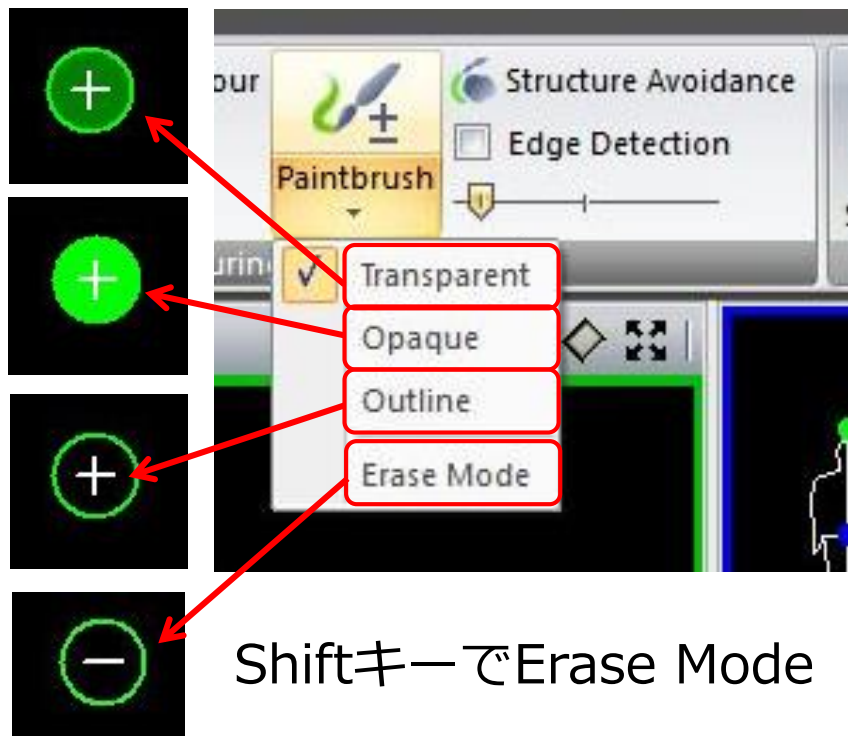 our
Structure Avoidance
Edge Detection
Paintbrush
uring
Transparent
Opaque
Outline
Erase Mode
ShiftキーでErase Mode